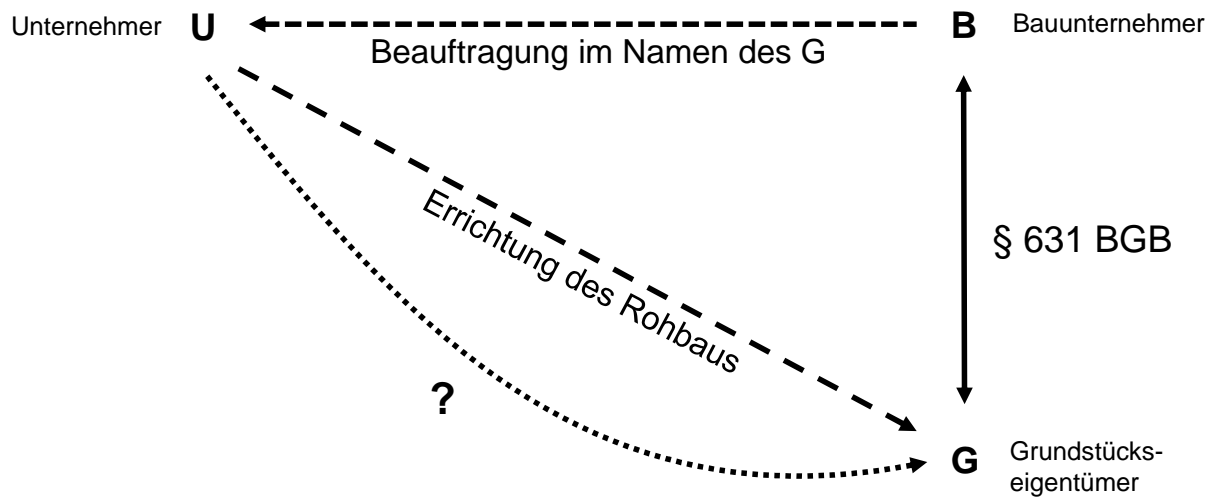 Unternehmer U
B Bauunternehmer
Beauftragung im Namen des G
Errichtung des Rohbaus
§ 631 BGB
?
G Grundstücks-
eigentümer